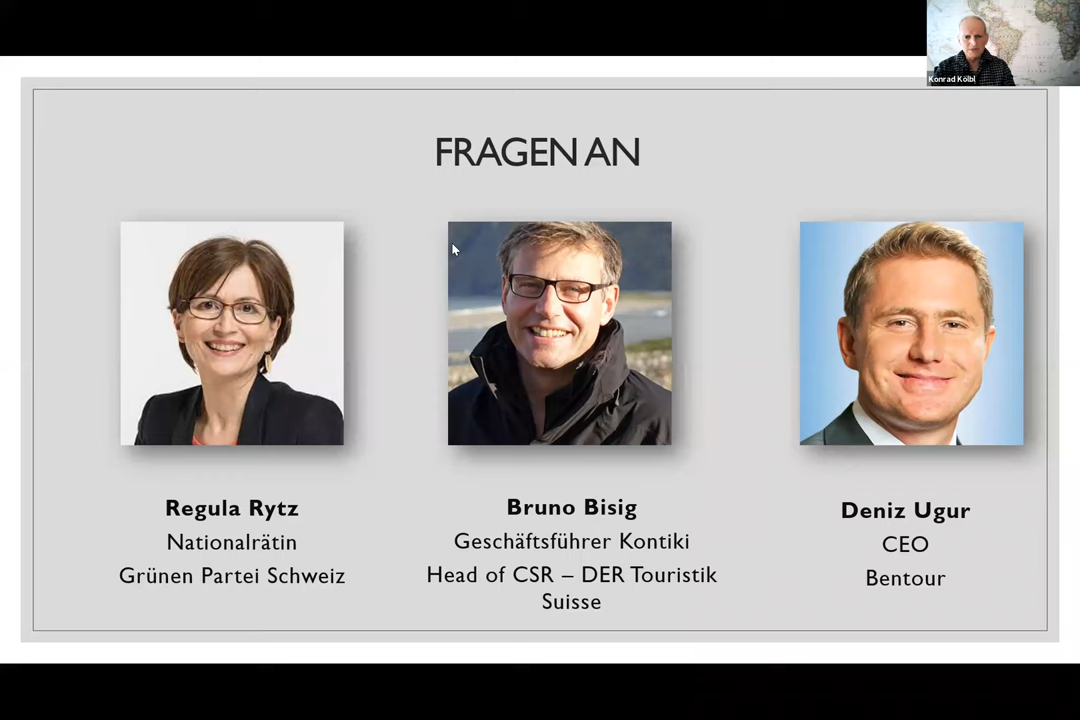 Konrad Kölbl
FRAGEN AN
Regula Rytz
Nationalrätin
Grünen Partei Schweiz
Bruno Bisig
Geschäftsführer Kontiki
Head of CSR – DER Touristik
Suisse
Deniz Ugur
CEO
Bentour